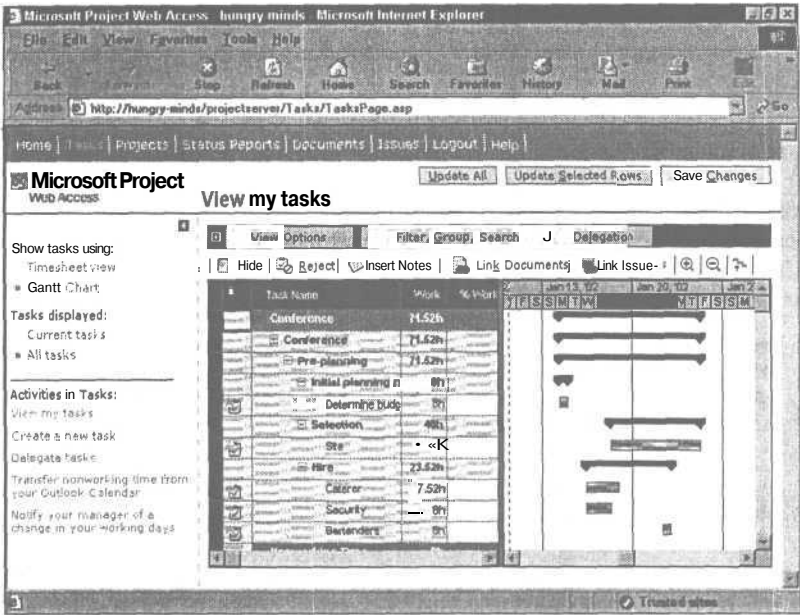 Microsoft Project Web Access - hungry minds - Microsoft Internet Explorer
File Edit View Favorites Tools Help
Back Stop Refresh Home Search Favorites History Mail Print
Address http://hungry-minds/projectserver/Tasks/TasksPage.asp Go
Home | Tasks | Projects | Status Reports | Documents | Issues | Logout | Help |
Update All Update Selected Rows Save Changes
Microsoft Project
Web Access
View my tasks
View Options Filter, Group, Search J Delegation
Show tasks using:
Timesheet view
Gantt Chart
Tasks displayed:
Current tasks
All tasks
Activities in Tasks:
View my tasks
Create a new task
Delegate tasks
Transfer nonworking time from
your Outlook Calendar
Notify your manager of a
change in your working days
Hide | Reject | Insert Notes | Link Documents Link Issue-
Task Name Work % Work
Jan 13, '02 Jan 20, '02 Jan 2
T F S S M T W M T F S S M
Conference 71.52h
Conference 71.52h
Pre-planning 71.52h
Initial planning 8h
Determine budg 8h
Selection 40h
Site • «K
Hire 23.52h
Caterer 7.52h
Security 8h
Bartenders 8h
Trusted sites